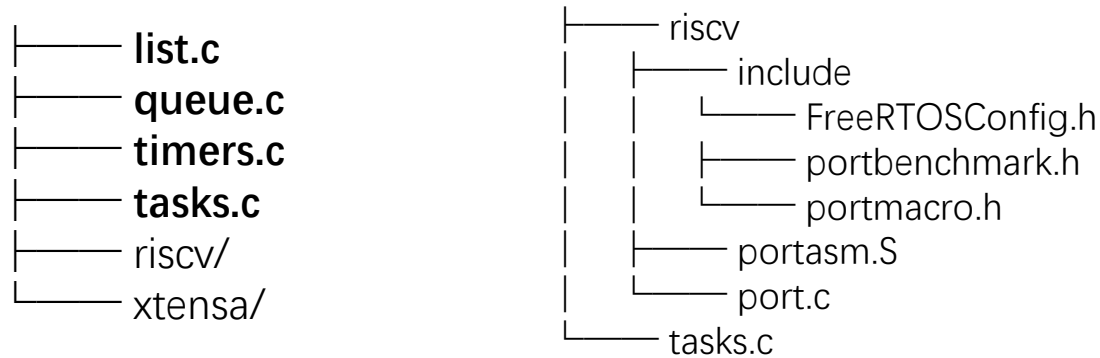 list.c
queue.c
timers.c
tasks.c
riscv/
xtensa/
riscv
include
FreeRTOSConfig.h
portbenchmark.h
portmacro.h
portasm.S
port.c
tasks.c